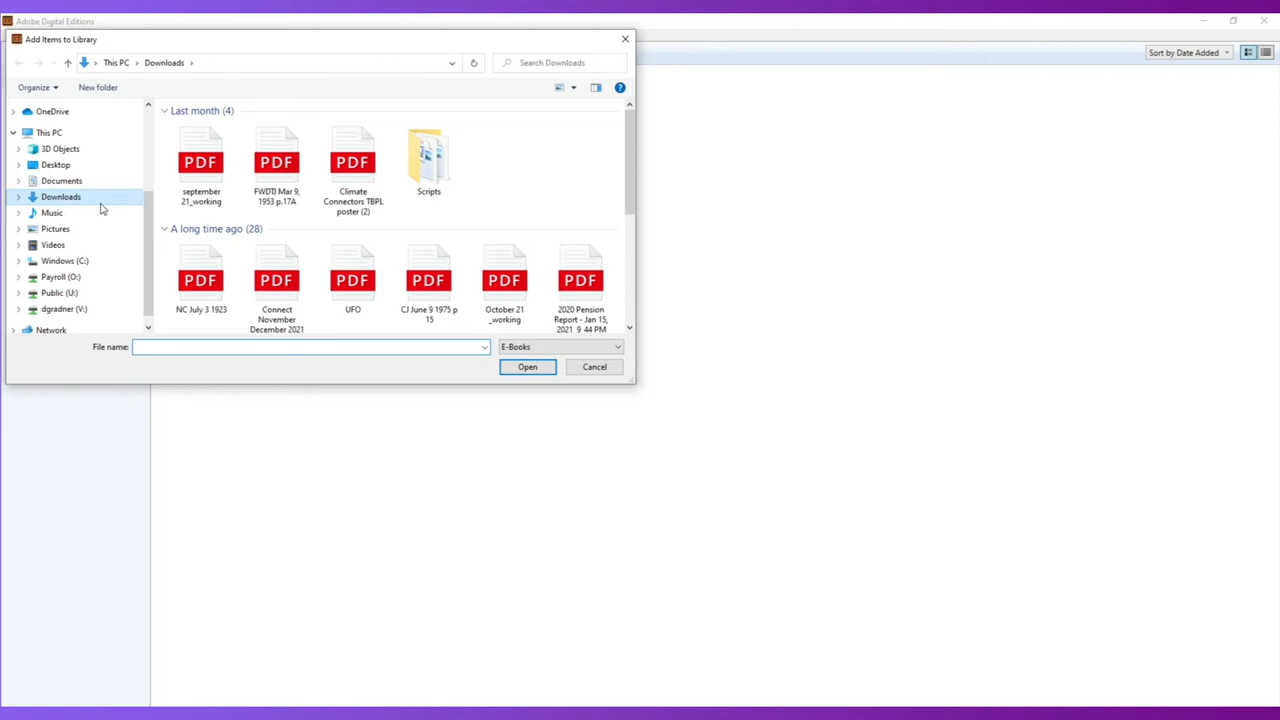 Adobe Digital Editions
Add Items to Library
This PC
Downloads
Search Downloads
Sort by Date Added
Organize
New folder
OneDrive
This PC
3D Objects
Desktop
Documents
Downloads
Music
Pictures
Videos
Windows (C:)
Payroll (O:)
Public (U:)
dgradner (V:)
Network
Last month (4)
PDF
PDF
PDF
september
21_working
FWDTJ Mar 9,
1953 p.17A
Climate
Connectors TBPL
poster (2)
Scripts
A long time ago (28)
PDF
PDF
PDF
PDF
PDF
PDF
NC July 3 1923
Connect
November
December 2021
UFO
CJ June 9 1975 p
15
October 21
_working
2020 Pension
Report - Jan 15,
2021 9_44 PM
File name:
E-Books
Open
Cancel